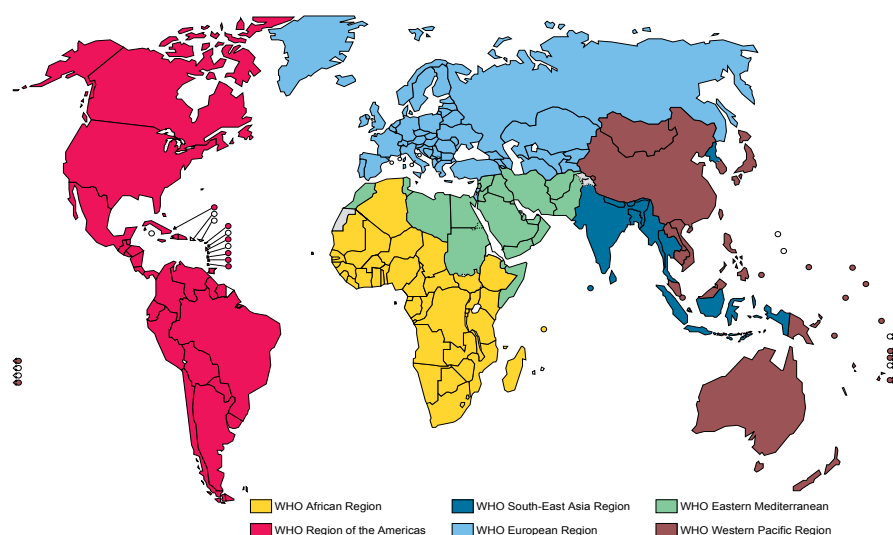 WHO African Region
WHO South-East Asia Region
WHO Eastern Mediterranean
WHO Region of the Americas
WHO European Region
WHO Western Pacific Region